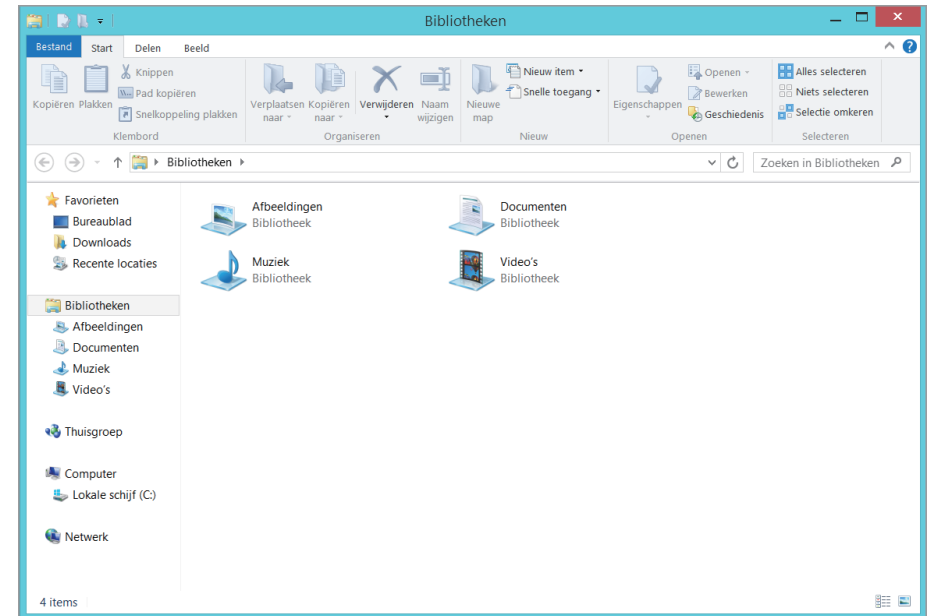 Bibliotheken
Bestand Start Delen Beeld
Kopiëren Plakken
Knippen
Pad kopiëren
Snelkoppeling plakken
Klembord
Verplaatsen naar
Kopiëren naar
Verwijderen
Naam wijzigen
Organiseren
Nieuwe map
Nieuw item
Snelle toegang
Nieuw
Eigenschappen
Openen
Bewerken
Geschiedenis
Openen
Alles selecteren
Niets selecteren
Selectie omkeren
Selecteren
Bibliotheken
Zoeken in Bibliotheken
Favorieten
Bureaublad
Downloads
Recente locaties
Bibliotheken
Afbeeldingen
Documenten
Muziek
Video's
Thuisgroep
Computer
Lokale schijf (C:)
Netwerk
Afbeeldingen
Bibliotheek
Documenten
Bibliotheek
Muziek
Bibliotheek
Video's
Bibliotheek
4 items